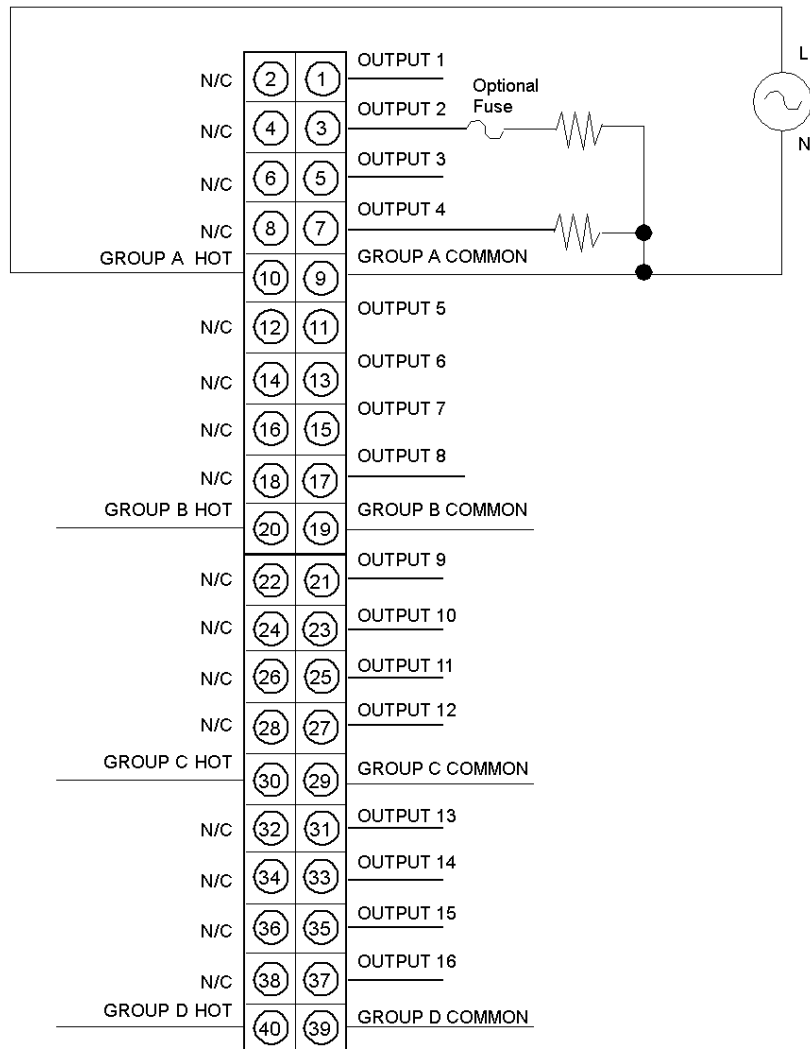 L
OUTPUT 1
N/C 2 1
Optional
Fuse
OUTPUT 2
N/C 4 3
N
OUTPUT 3
N/C 6 5
OUTPUT 4
N/C 8 7
GROUP A HOT 10 9 GROUP A COMMON
OUTPUT 5
N/C 12 11
OUTPUT 6
N/C 14 13
OUTPUT 7
N/C 16 15
OUTPUT 8
N/C 18 17
GROUP B HOT 20 19 GROUP B COMMON
OUTPUT 9
N/C 22 21
OUTPUT 10
N/C 24 23
OUTPUT 11
N/C 26 25
OUTPUT 12
N/C 28 27
GROUP C HOT 30 29 GROUP C COMMON
OUTPUT 13
N/C 32 31
OUTPUT 14
N/C 34 33
OUTPUT 15
N/C 36 35
OUTPUT 16
N/C 38 37
GROUP D HOT 40 39 GROUP D COMMON